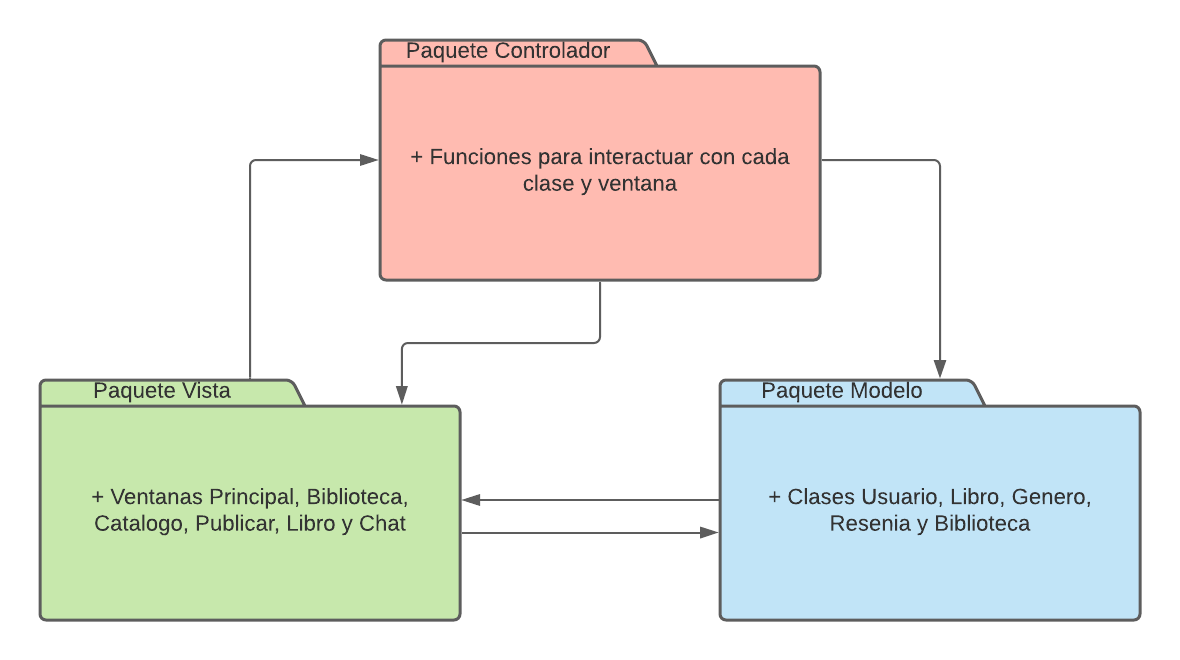 Paquete Controlador
+ Funciones para interactuar con cada
clase y ventana
Paquete Vista
+ Ventanas Principal, Biblioteca,
Catalogo, Publicar, Libro y Chat
Paquete Modelo
+ Clases Usuario, Libro, Genero,
Resenia y Biblioteca